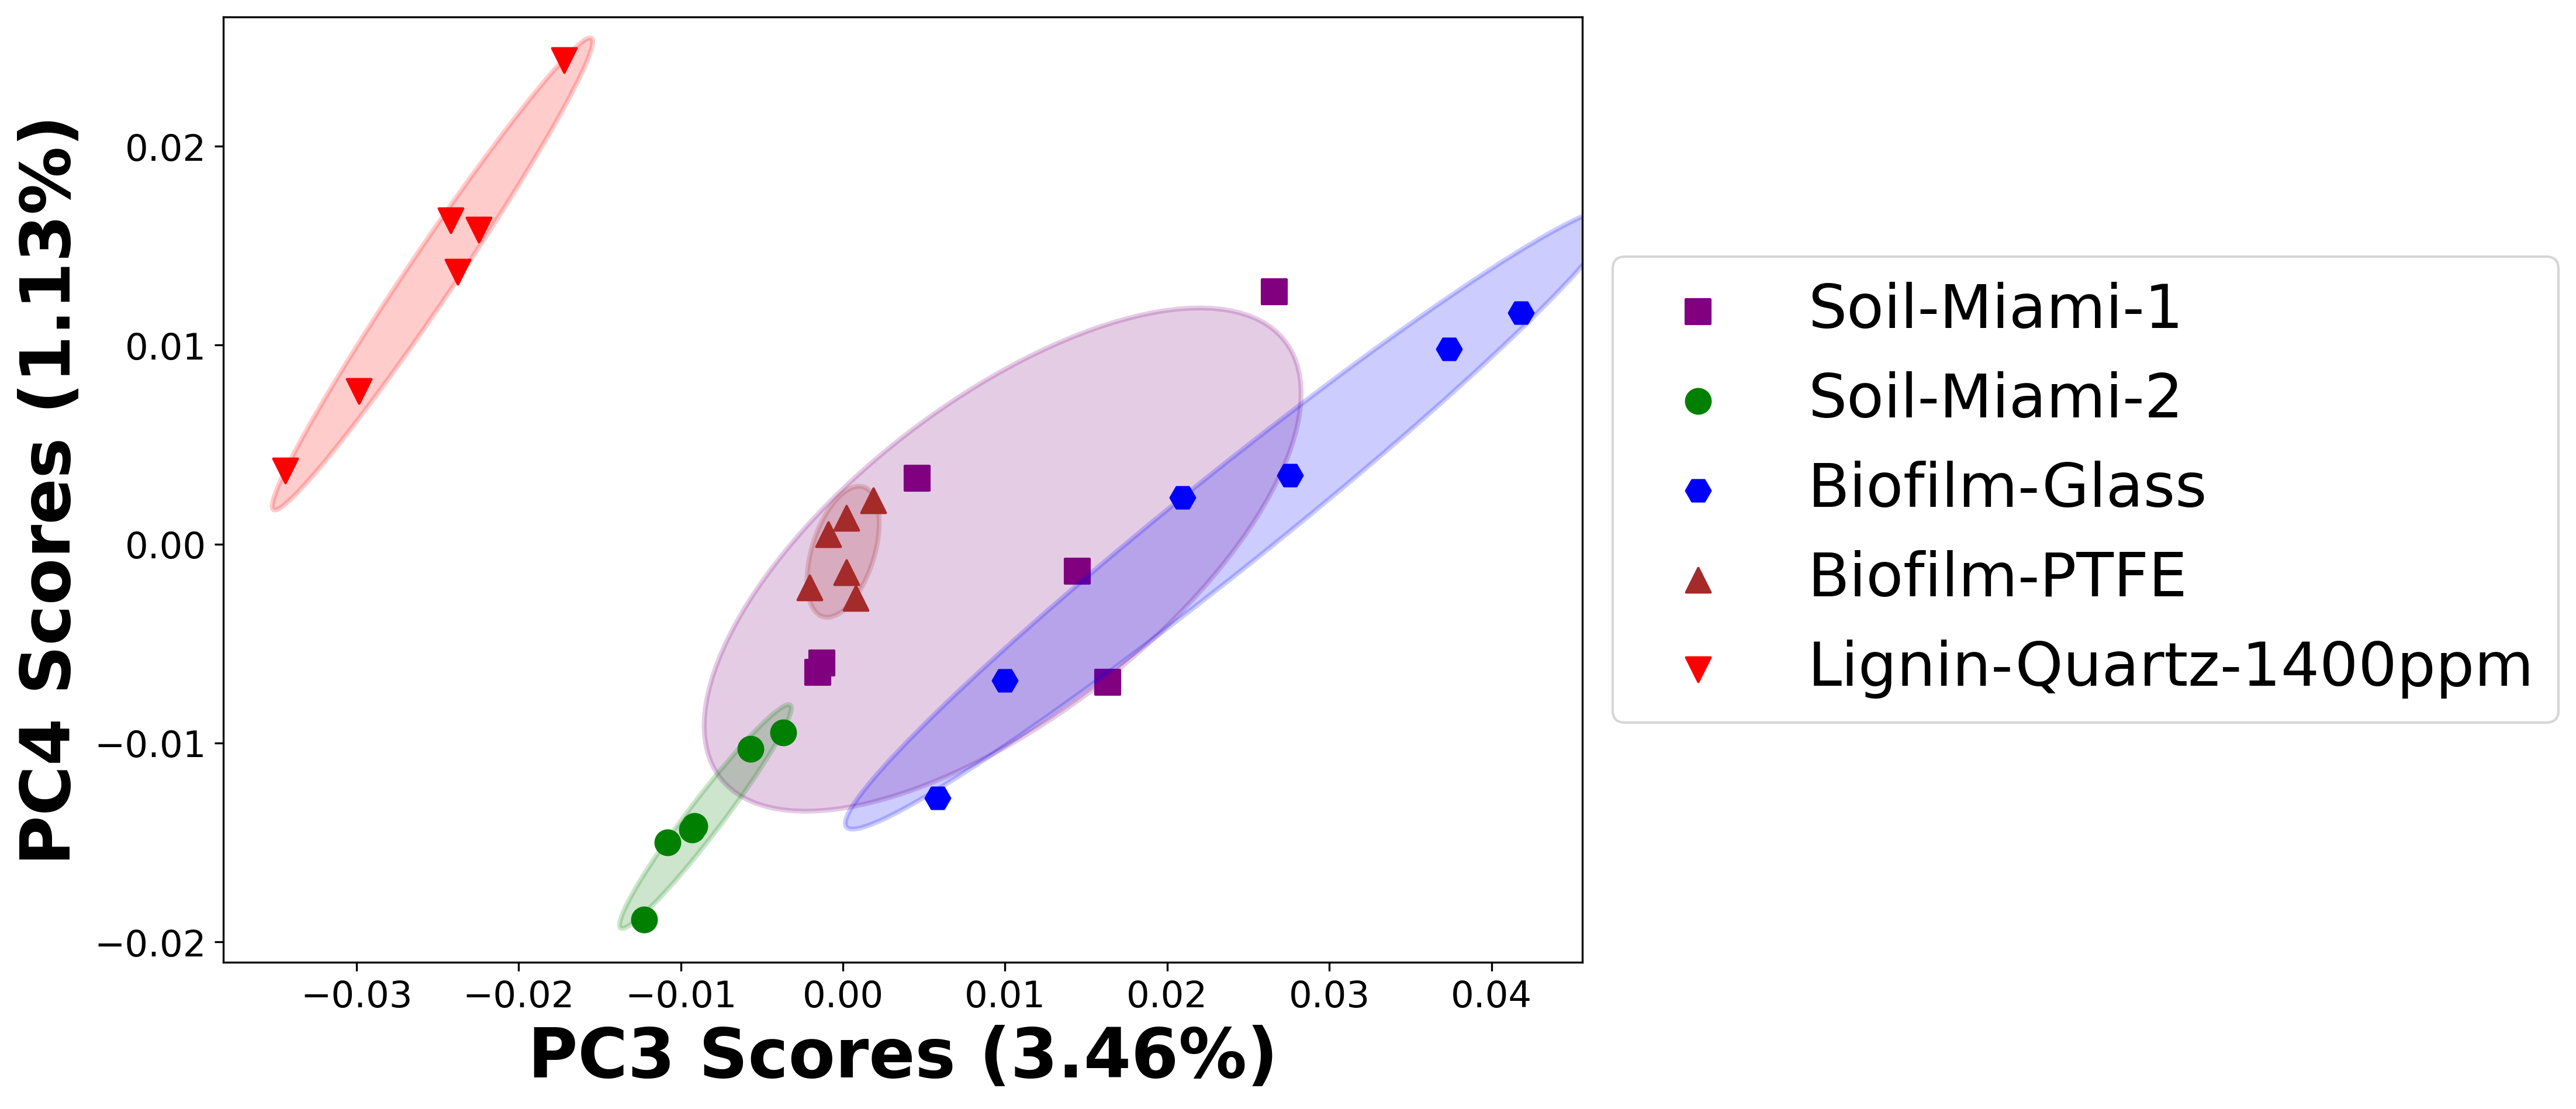 PC4 Scores (1.13%)
0.02
0.01
0.00
−0.01
−0.02
−0.03 −0.02 −0.01 0.00 0.01 0.02 0.03 0.04
PC3 Scores (3.46%)
Soil-Miami-1
Soil-Miami-2
Biofilm-Glass
Biofilm-PTFE
Lignin-Quartz-1400ppm